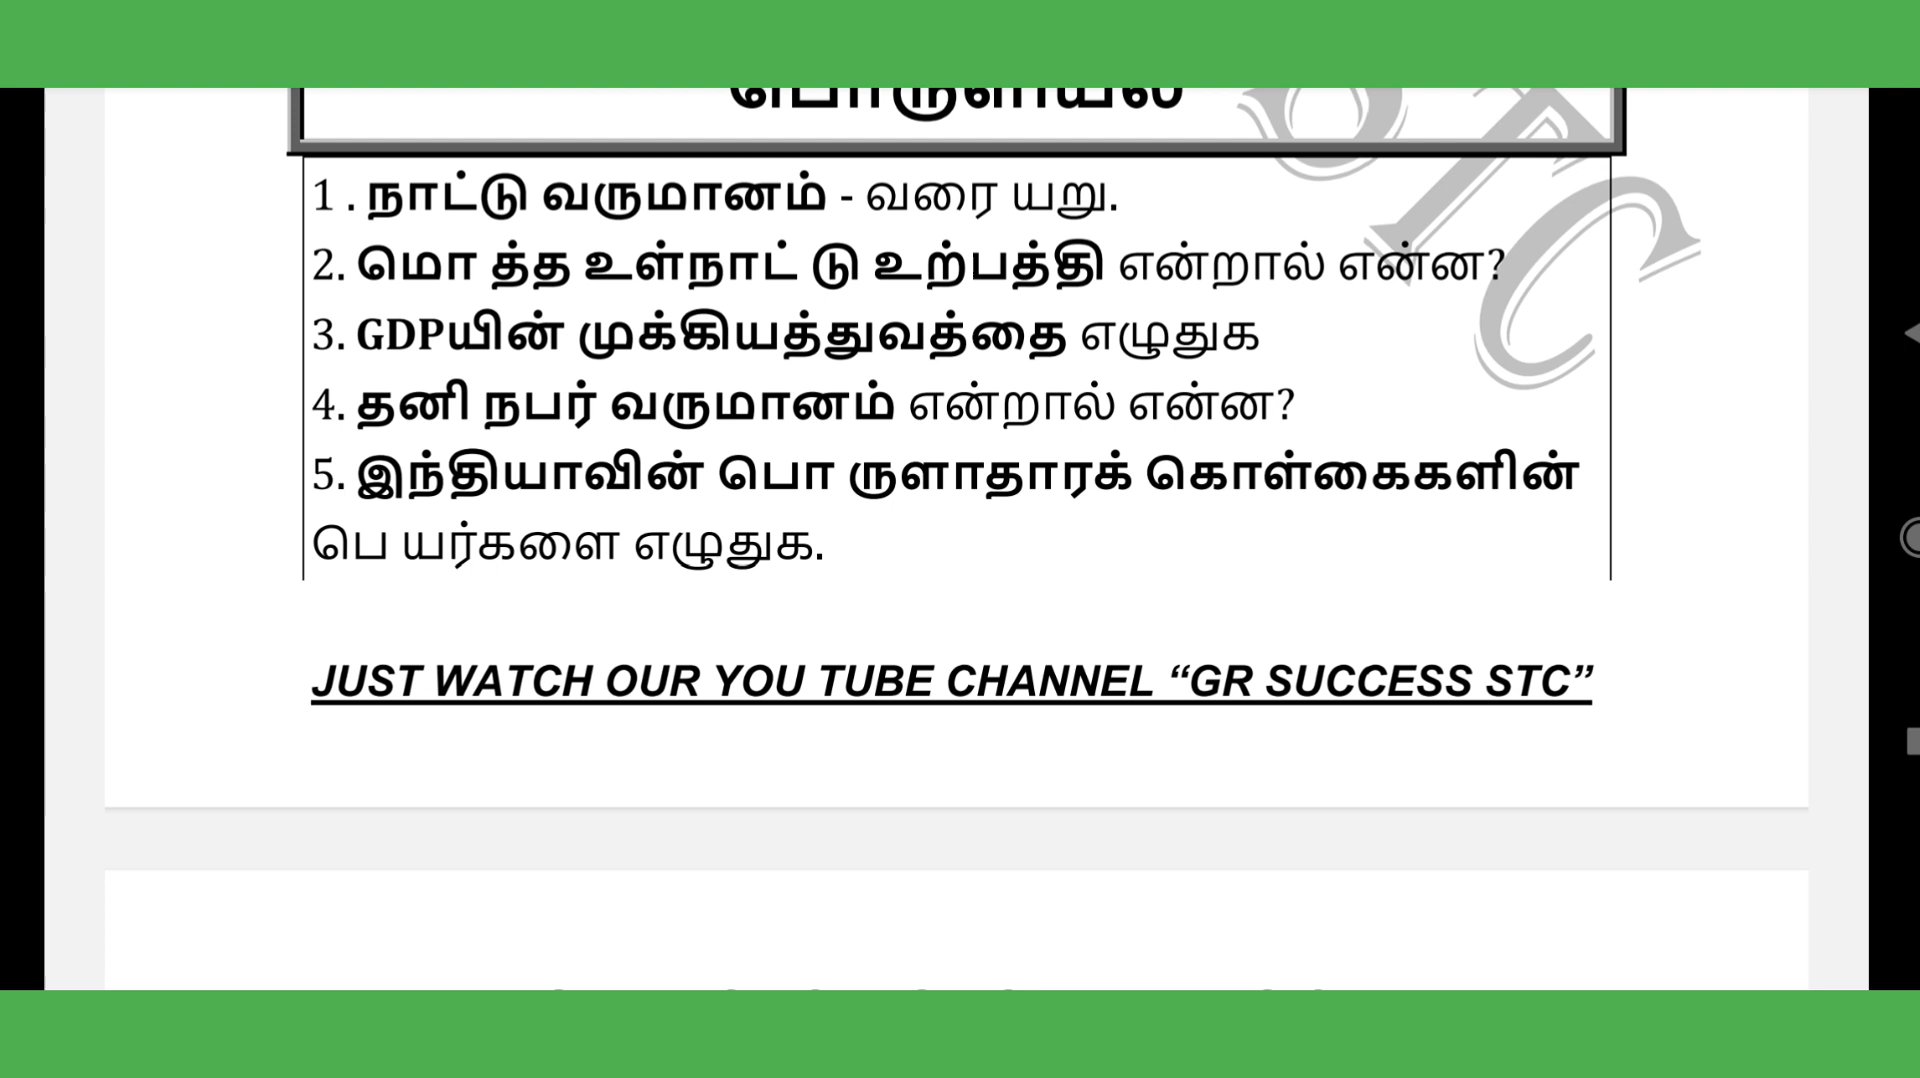 பொருளியல்
1 . நாட்டு வருமானம் - வரை யறு.
2. மொ த்த உள்நாட் டு உற்பத்தி என்றால் என்ன?
3. GDPயின் முக்கியத்துவத்தை எழுதுக
4. தனி நபர் வருமானம் என்றால் என்ன?
5. இந்தியாவின் பொ ருளாதாரக் கொள்கைகளின்
பெ யர்களை எழுதுக.
JUST WATCH OUR YOU TUBE CHANNEL “GR SUCCESS STC”